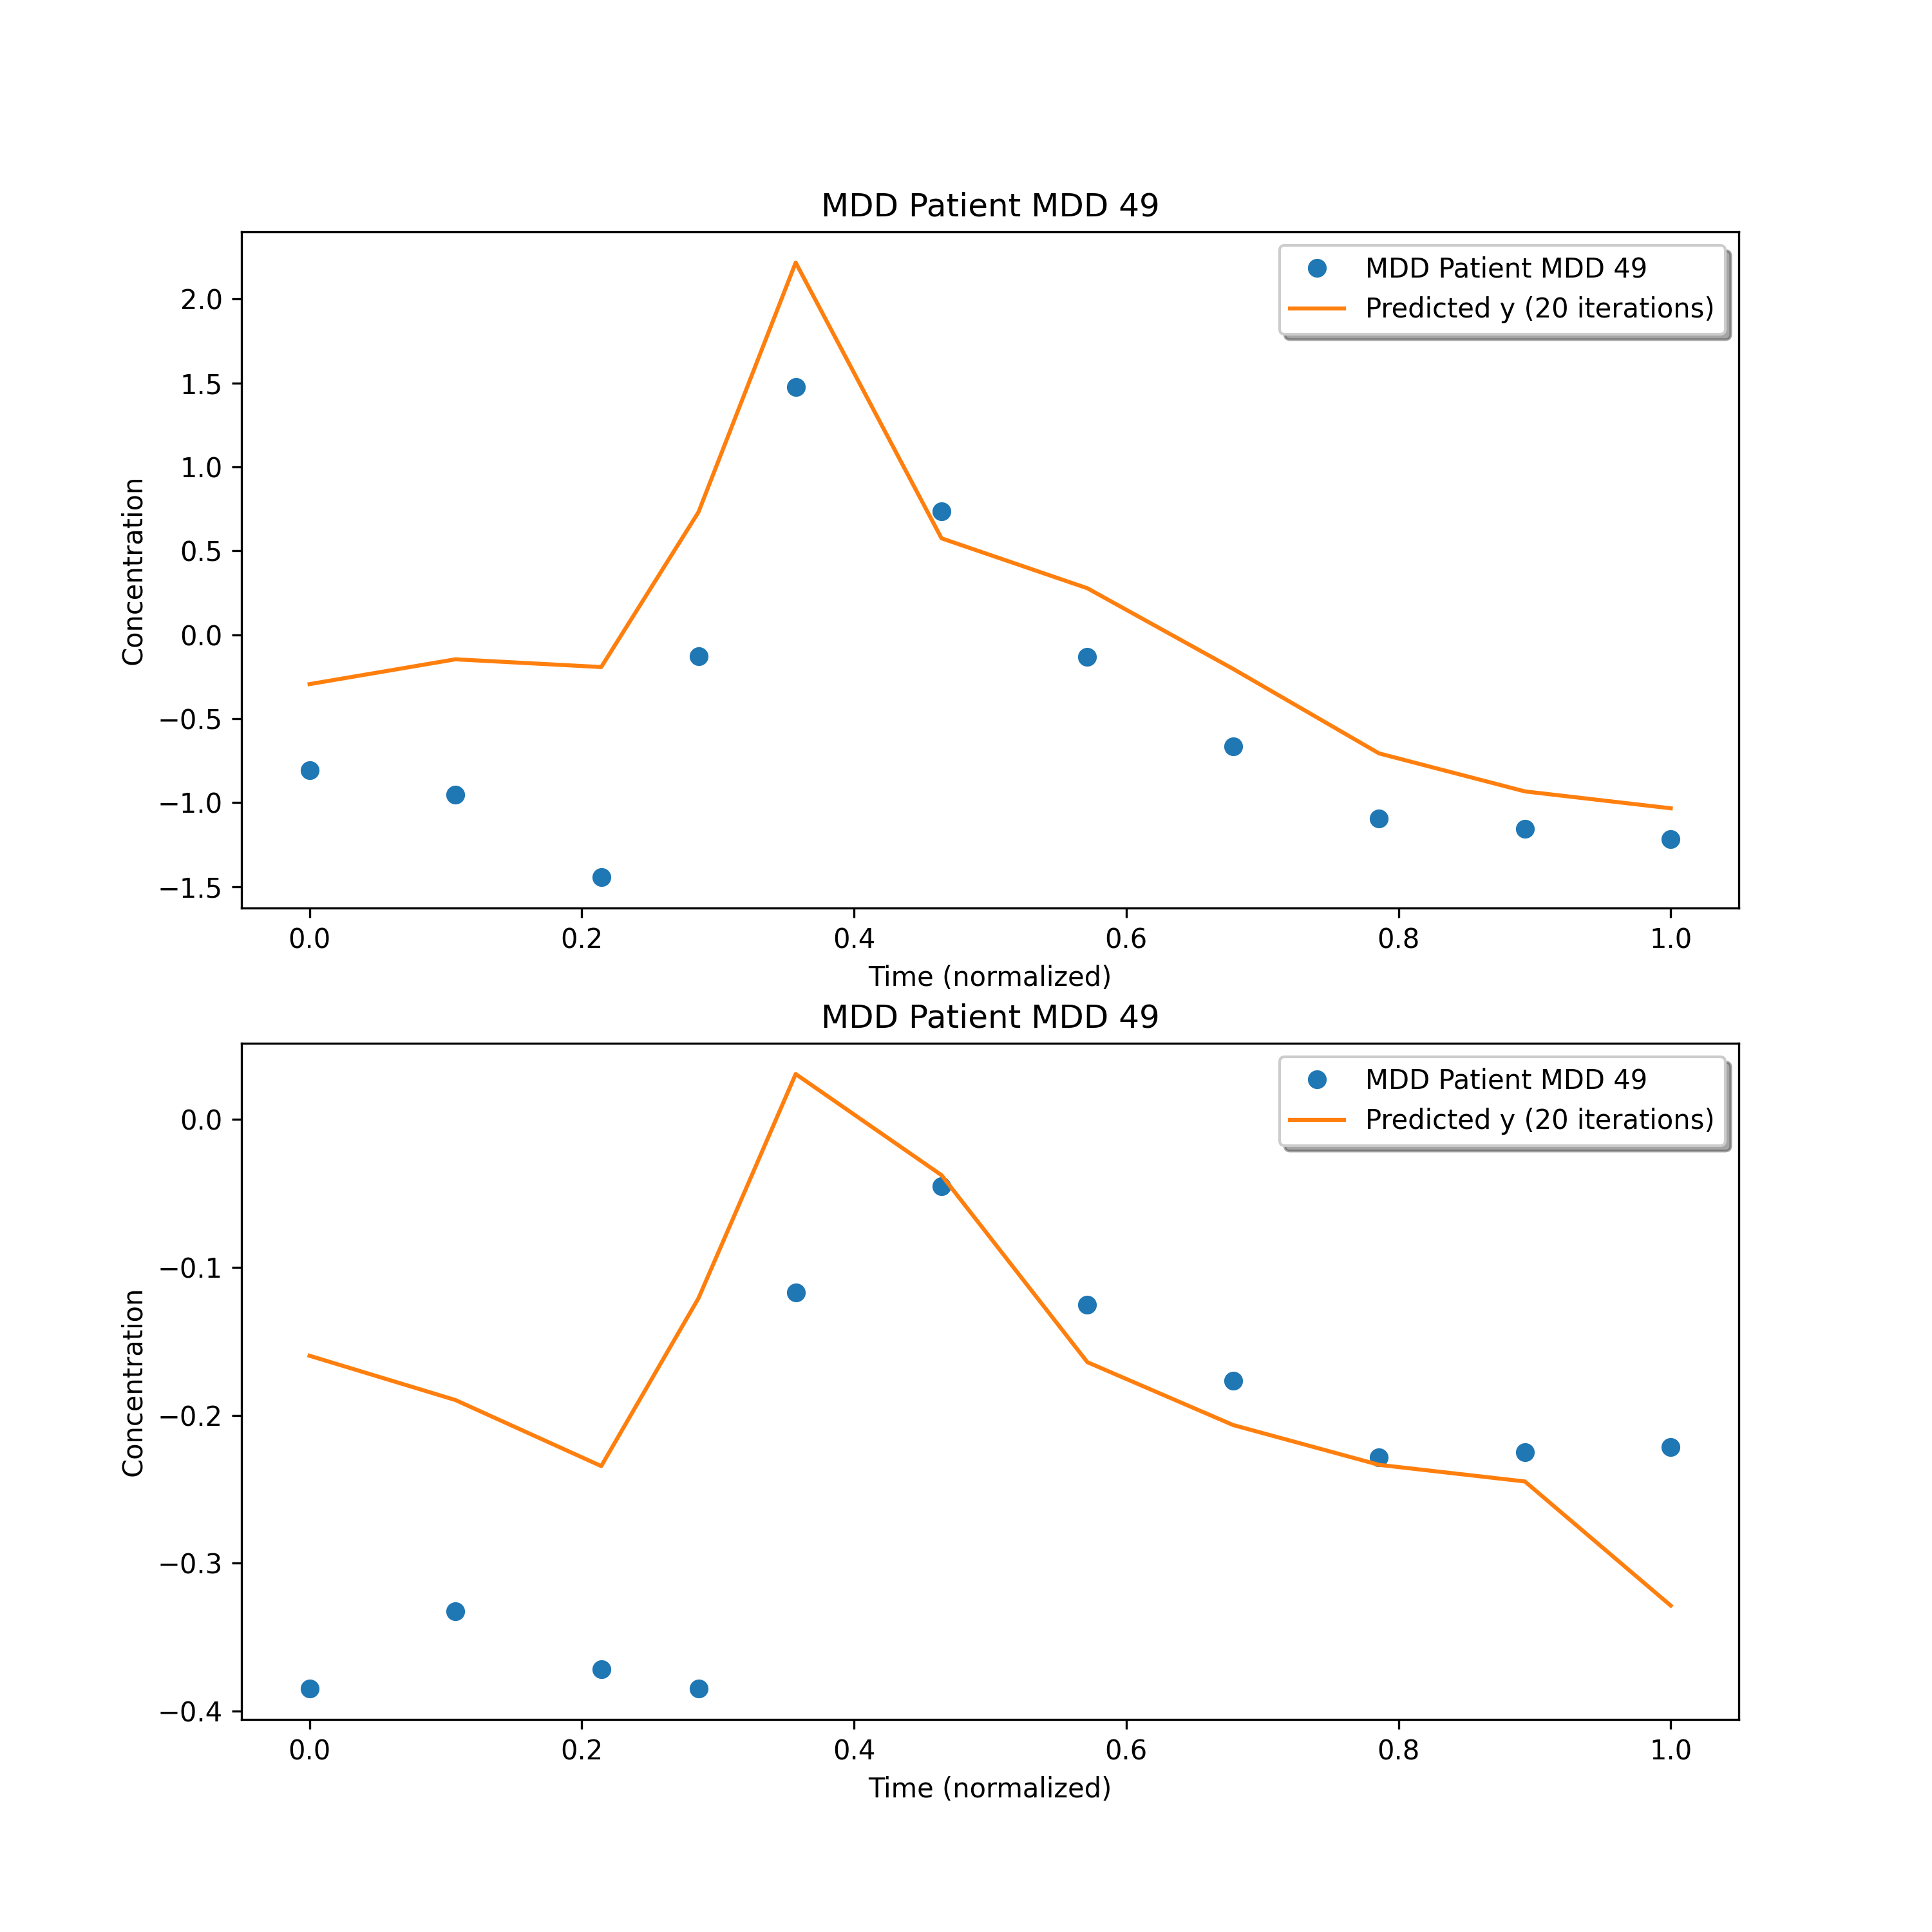 MDD Patient MDD 49
MDD Patient MDD 49
Predicted y (20 iterations)
2.0
1.5
1.0
0.5
0.0
−0.5
−1.0
−1.5
Concentration
0.0 0.2 0.4 0.6 0.8 1.0
Time (normalized)
MDD Patient MDD 49
MDD Patient MDD 49
Predicted y (20 iterations)
0.0
−0.1
−0.2
−0.3
−0.4
Concentration
0.0 0.2 0.4 0.6 0.8 1.0
Time (normalized)